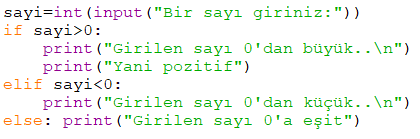 sayi=int(input("Bir sayı giriniz:"))
if sayi>0:
    print("Girilen sayı 0'dan büyük..\n")
    print("Yani pozitif")
elif sayi<0:
    print("Girilen sayı 0'dan küçük..\n")
else: print("Girilen sayı 0'a eşit")